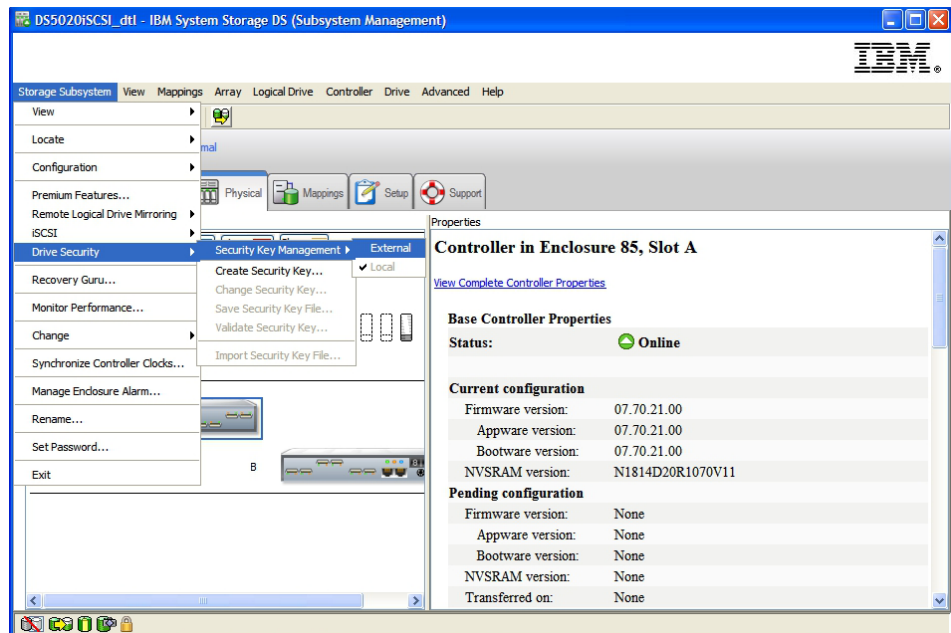 DS5020iSCSI_dtl - IBM System Storage DS (Subsystem Management)
IBM
Storage Subsystem View Mappings Array Logical Drive Controller Drive Advanced Help
View
Locate
Configuration
Premium Features...
Remote Logical Drive Mirroring
iSCSI
Drive Security
Recovery Guru...
Monitor Performance...
Change
Synchronize Controller Clocks...
Manage Enclosure Alarm...
Rename...
Set Password...
Exit
Security Key Management
Create Security Key...
Change Security Key...
Save Security Key File...
Validate Security Key...
Import Security Key File...
External
Local
mal
Physical Mappings Setup Support
B
Properties
Controller in Enclosure 85, Slot A
View Complete Controller Properties
Base Controller Properties
Status: Online
Current configuration
Firmware version: 07.70.21.00
Appware version: 07.70.21.00
Bootware version: 07.70.21.00
NVSRAM version: N1814D20R1070V11
Pending configuration
Firmware version: None
Appware version: None
Bootware version: None
NVSRAM version: None
Transferred on: None